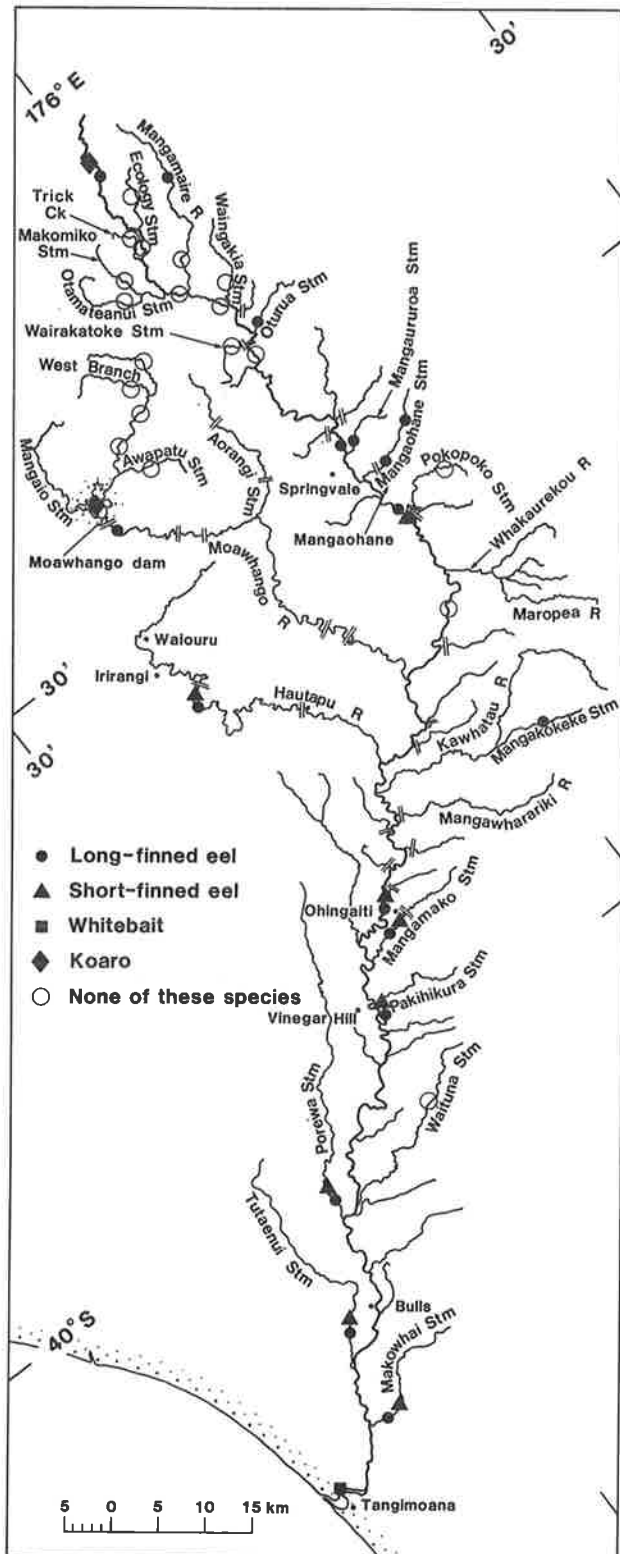 30'
176° E
Mangamaire R
Ecology Stm
Waingakia Stm
Trick
Ck
Makomiko
Stm
Otamateanui Stm
Oturua Stm
Wairakatoke Stm
Mangaururoa Stm
West Branch
Mangaohane Stm
Aorangi Stm
Pokopoko Stm
Awapatu Stm
Mangaio Stm
Springvale
Whakaurekou R
Mangaohane
Moawhango dam
Moawhango R
Maropea R
Waiouru
Irirangi
30'
30'
Hautapu R
Kawhatau R
Mangakokeke Stm
Mangawharariki R
Long-finned eel
Short-finned eel
Whitebait
Koaro
None of these species
Ohingaiti
Mangamako Stm
Pakihikura Stm
Vinegar Hill
Waituna Stm
Porewa Stm
Tutaenui Stm
Bulls
Makowhai Stm
40° S
5 0 5 10 15 km
Tangimoana